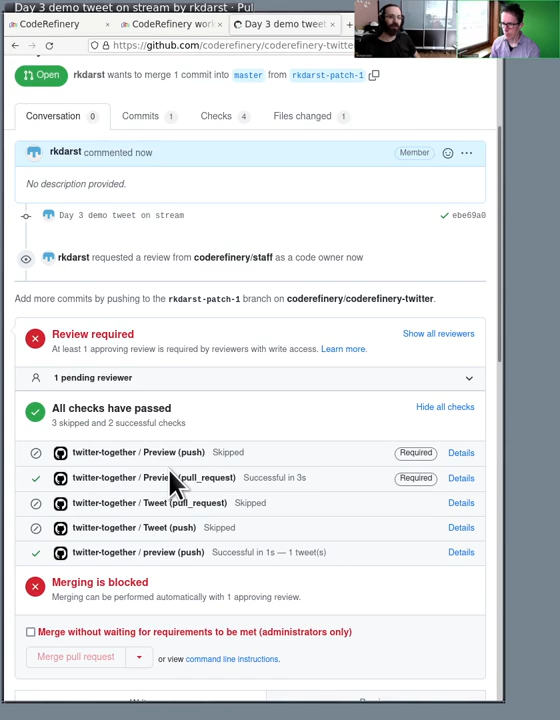 Day 3 demo tweet on stream by rkdarst · Pul
CodeRefinery
CodeRefinery wor
Day 3 demo tweet
https://github.com/coderefinery/coderefinery-twitte
Open
rkdarst wants to merge 1 commit into master from rkdarst-patch-1
Conversation 0
Commits 1
Checks 4
Files changed 1
rkdarst commented now
Member
No description provided.
Day 3 demo tweet on stream
ebe69a0
rkdarst requested a review from coderefinery/staff as a code owner now
Add more commits by pushing to the rkdarst-patch-1 branch on coderefinery/coderefinery-twitter.
Review required
Show all reviewers
At least 1 approving review is required by reviewers with write access. Learn more.
1 pending reviewer
All checks have passed
Hide all checks
3 skipped and 2 successful checks
twitter-together / Preview (push) Skipped
Required
Details
twitter-together / Preview (pull_request) Successful in 3s
Required
Details
twitter-together / Tweet (pull_request) Skipped
Details
twitter-together / Tweet (push) Skipped
Details
twitter-together / preview (push) Successful in 1s — 1 tweet(s)
Details
Merging is blocked
Merging can be performed automatically with 1 approving review.
Merge without waiting for requirements to be met (administrators only)
Merge pull request
or view command line instructions.